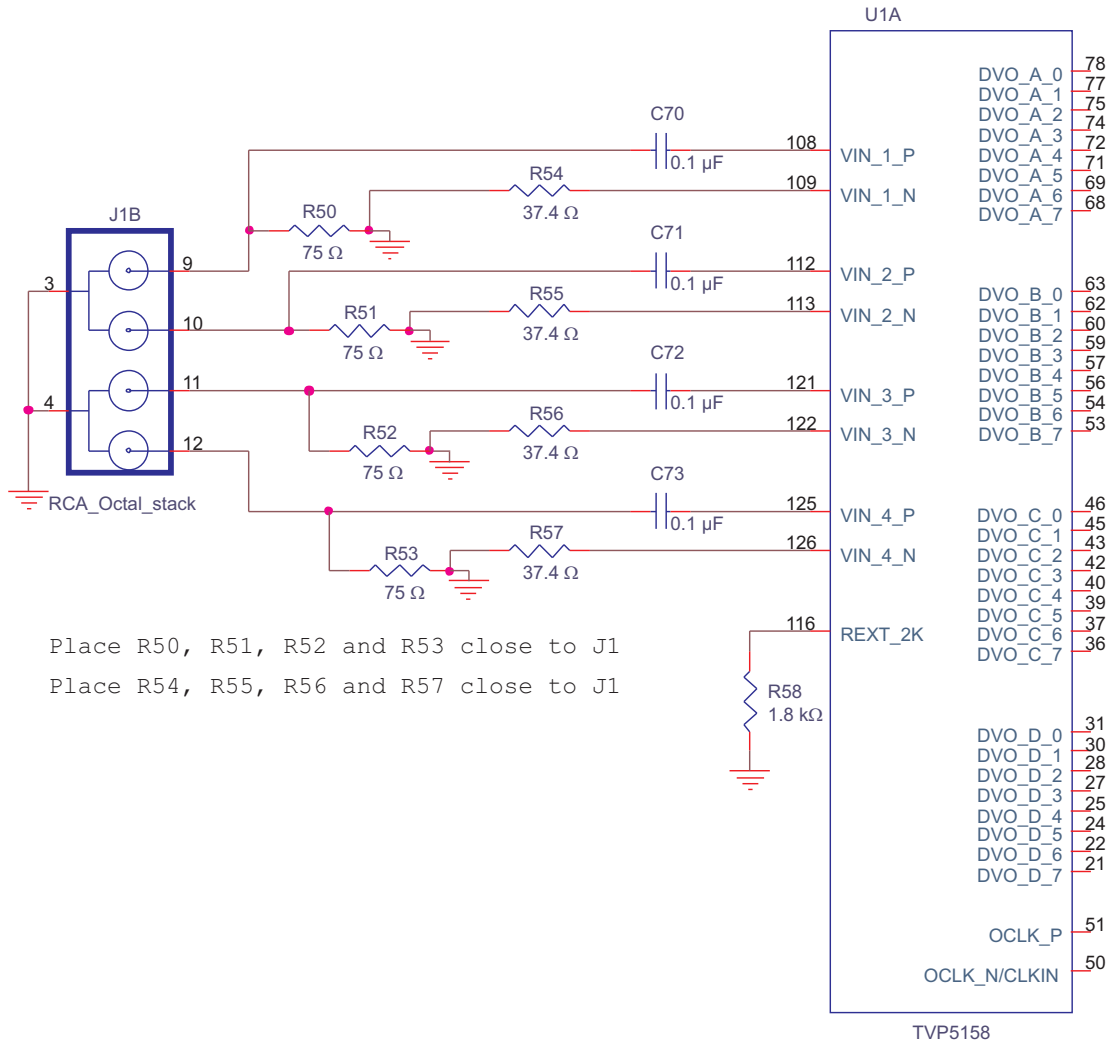 U1A
78
DVO_A_0
77
DVO_A_1
75
DVO_A_2
74
DVO_A_3
72
DVO_A_4
71
DVO_A_5
69
DVO_A_6
68
DVO_A_7
C70
0.1 µF
108
VIN_1_P
R54
37.4 Ω
109
VIN_1_N
J1B
R50
75 Ω
9
3
C71
0.1 µF
112
VIN_2_P
R55
37.4 Ω
113
VIN_2_N
10
R51
75 Ω
63
DVO_B_0
62
DVO_B_1
60
DVO_B_2
59
DVO_B_3
57
DVO_B_4
56
DVO_B_5
54
DVO_B_6
53
DVO_B_7
C72
0.1 µF
11
121
VIN_3_P
4
R56
37.4 Ω
122
VIN_3_N
12
R52
75 Ω
RCA_Octal_stack
C73
0.1 µF
125
VIN_4_P
R57
37.4 Ω
126
VIN_4_N
R53
75 Ω
46
DVO_C_0
45
DVO_C_1
43
DVO_C_2
42
DVO_C_3
40
DVO_C_4
39
DVO_C_5
37
DVO_C_6
36
DVO_C_7
116
REXT_2K
Place R50, R51, R52 and R53 close to J1
Place R54, R55, R56 and R57 close to J1
R58
1.8 kΩ
31
DVO_D_0
30
DVO_D_1
28
DVO_D_2
27
DVO_D_3
25
DVO_D_4
24
DVO_D_5
22
DVO_D_6
21
DVO_D_7
51
OCLK_P
50
OCLK_N/CLKIN
TVP5158